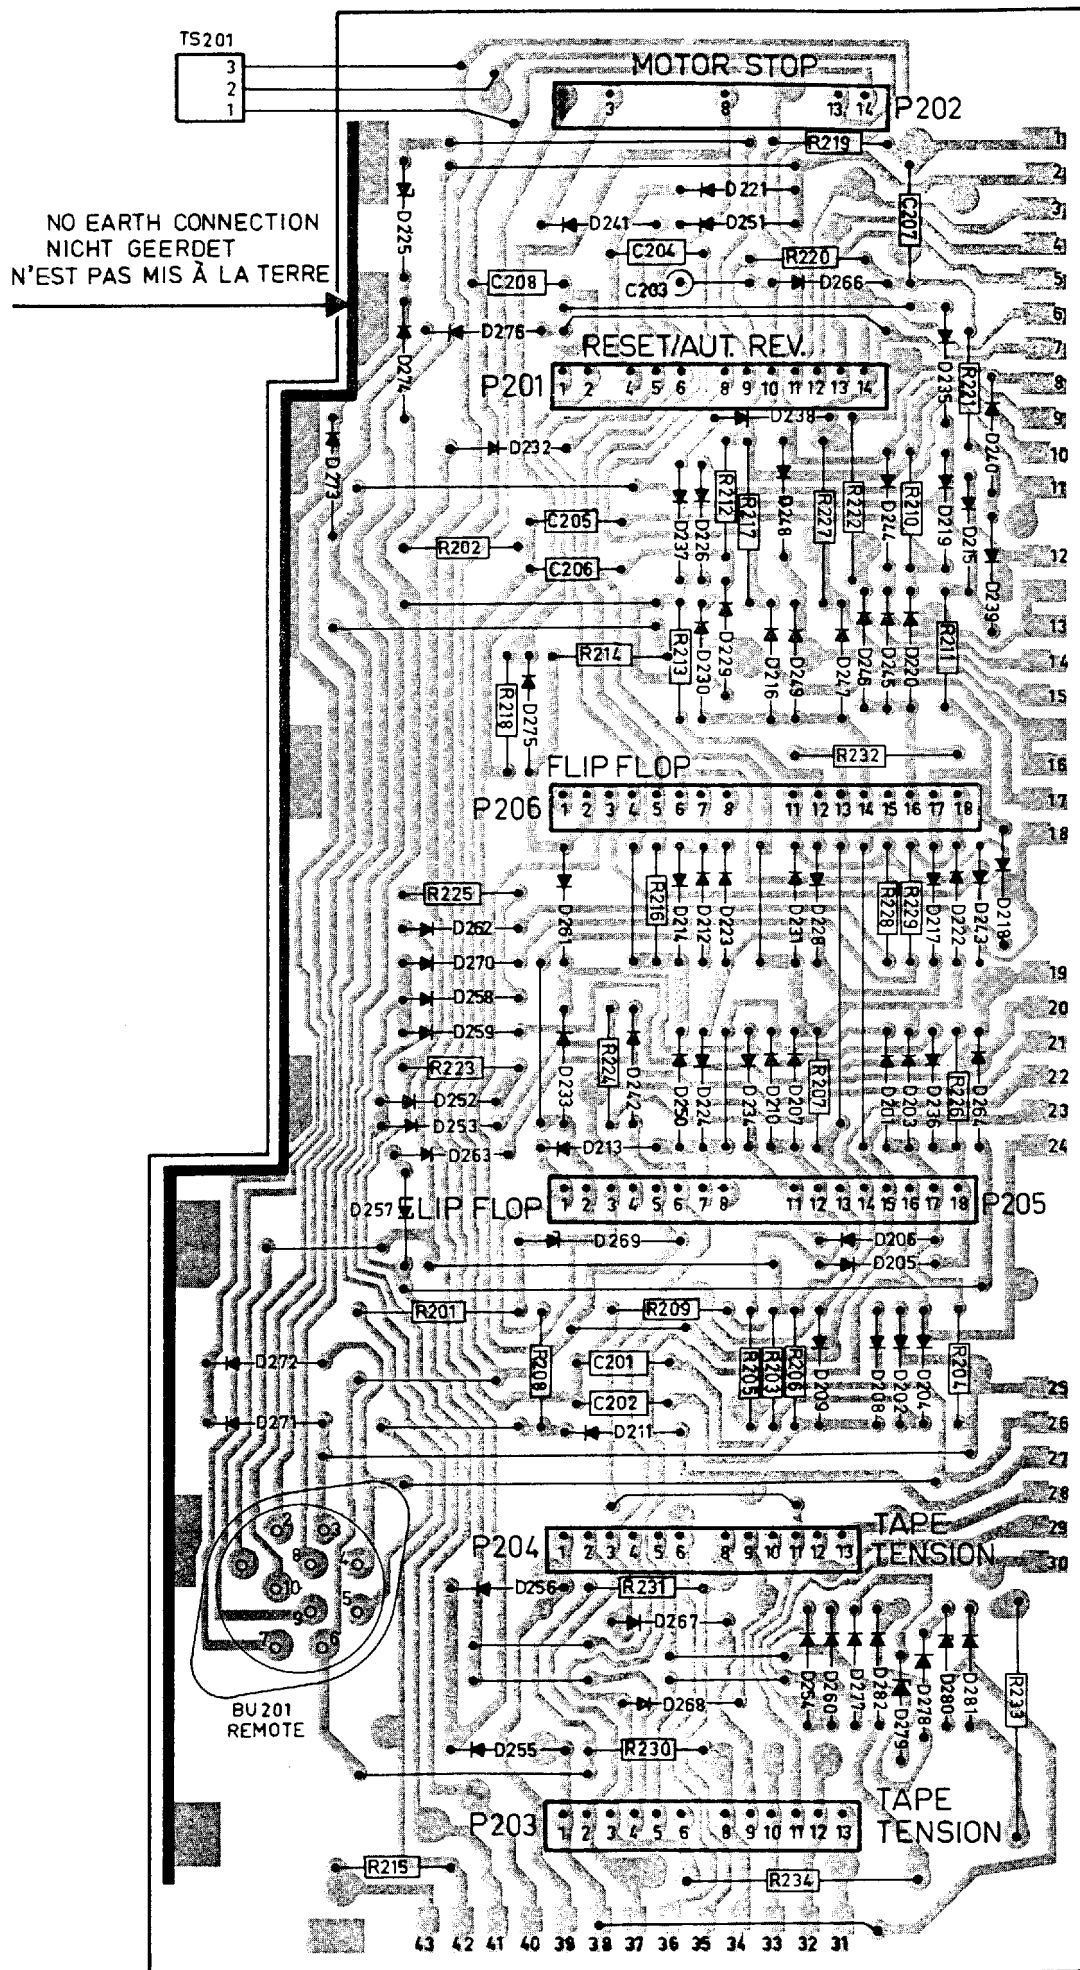 TS201
3
2
1
MOTOR STOP
3 8 13 14
P202
R219
1
2
D221
3
D225
D241 D251
C207
4
NO EARTH CONNECTION
NICHT GEERDET
N'EST PAS MIS À LA TERRE
C204
R220
5
C208
C203
D266
6
D276
7
RESET/AUT. REV.
D274
P201
1 2 4 5 6 8 9 10 11 12 13 14
D235
R221
8
D238
9
D240
D232
10
D273
11
R212
R217
D248
R227
R222
D244
R210
D219
D215
C205
D237
D226
R202
12
C206
D239
13
R214
R213
D230
D229
D216
D249
D247
D246
D245
D220
R211
14
15
R218
D275
R232
16
FLIP FLOP
P206
1 2 3 4 5 6 7 8 11 12 13 14 15 16 17 18
17
18
R225
D261
R216
D214
D212
D223
D231
D228
R228
R229
D217
D222
D243
D218
D262
D270
19
D258
20
D259
21
R223
D233
R224
D242
D250
D224
D234
D210
D207
R207
D201
D203
D236
R226
D264
22
D252
23
D253
D263
D213
24
D257
FLIP FLOP
1 2 3 4 5 6 7 8 11 12 13 14 15 16 17 18
P205
D269
D206
D205
R201
R209
D272
R208
C201
R205
R203
R206
D209
D208
D202
D204
R204
25
C202
26
D271
D211
27
28
TAPE
TENSION
29
30
P204
1 2 3 4 5 6 8 9 10 11 12 13
2 3
8 4
10
9 5
7 6
D256
R231
D267
D254
D260
D277
D282
D279
D278
D280
D281
R233
D268
BU201
REMOTE
D255
R230
TAPE
TENSION
P203
1 2 3 4 5 6 8 9 10 11 12 13
R215
R234
43 42 41 40 39 38 37 36 35 34 33 32 31